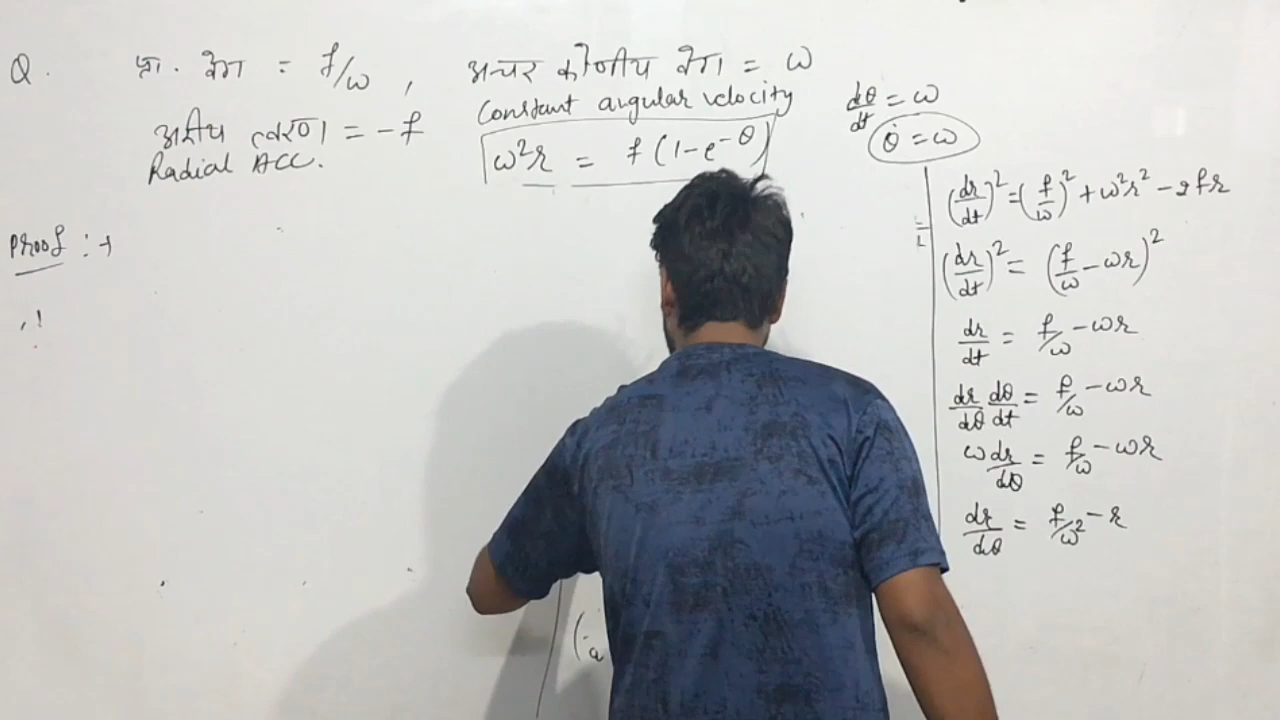 Q. प्रा. वेग = f/ω , अचर कोणीय वेग = ω
Constant angular velocity
अरीय त्वरण = -f
Radial Acc.
ω²r = f(1-e^-θ)
dθ/dt = ω
θ̇ = ω
Proof :→
(dr/dt)² = (f/ω)² + ω²r² - 2fr
(dr/dt)² = (f/ω - ωr)²
dr/dt = f/ω - ωr
dr/dθ dθ/dt = f/ω - ωr
ω dr/dθ = f/ω - ωr
dr/dθ = f/ω² - r